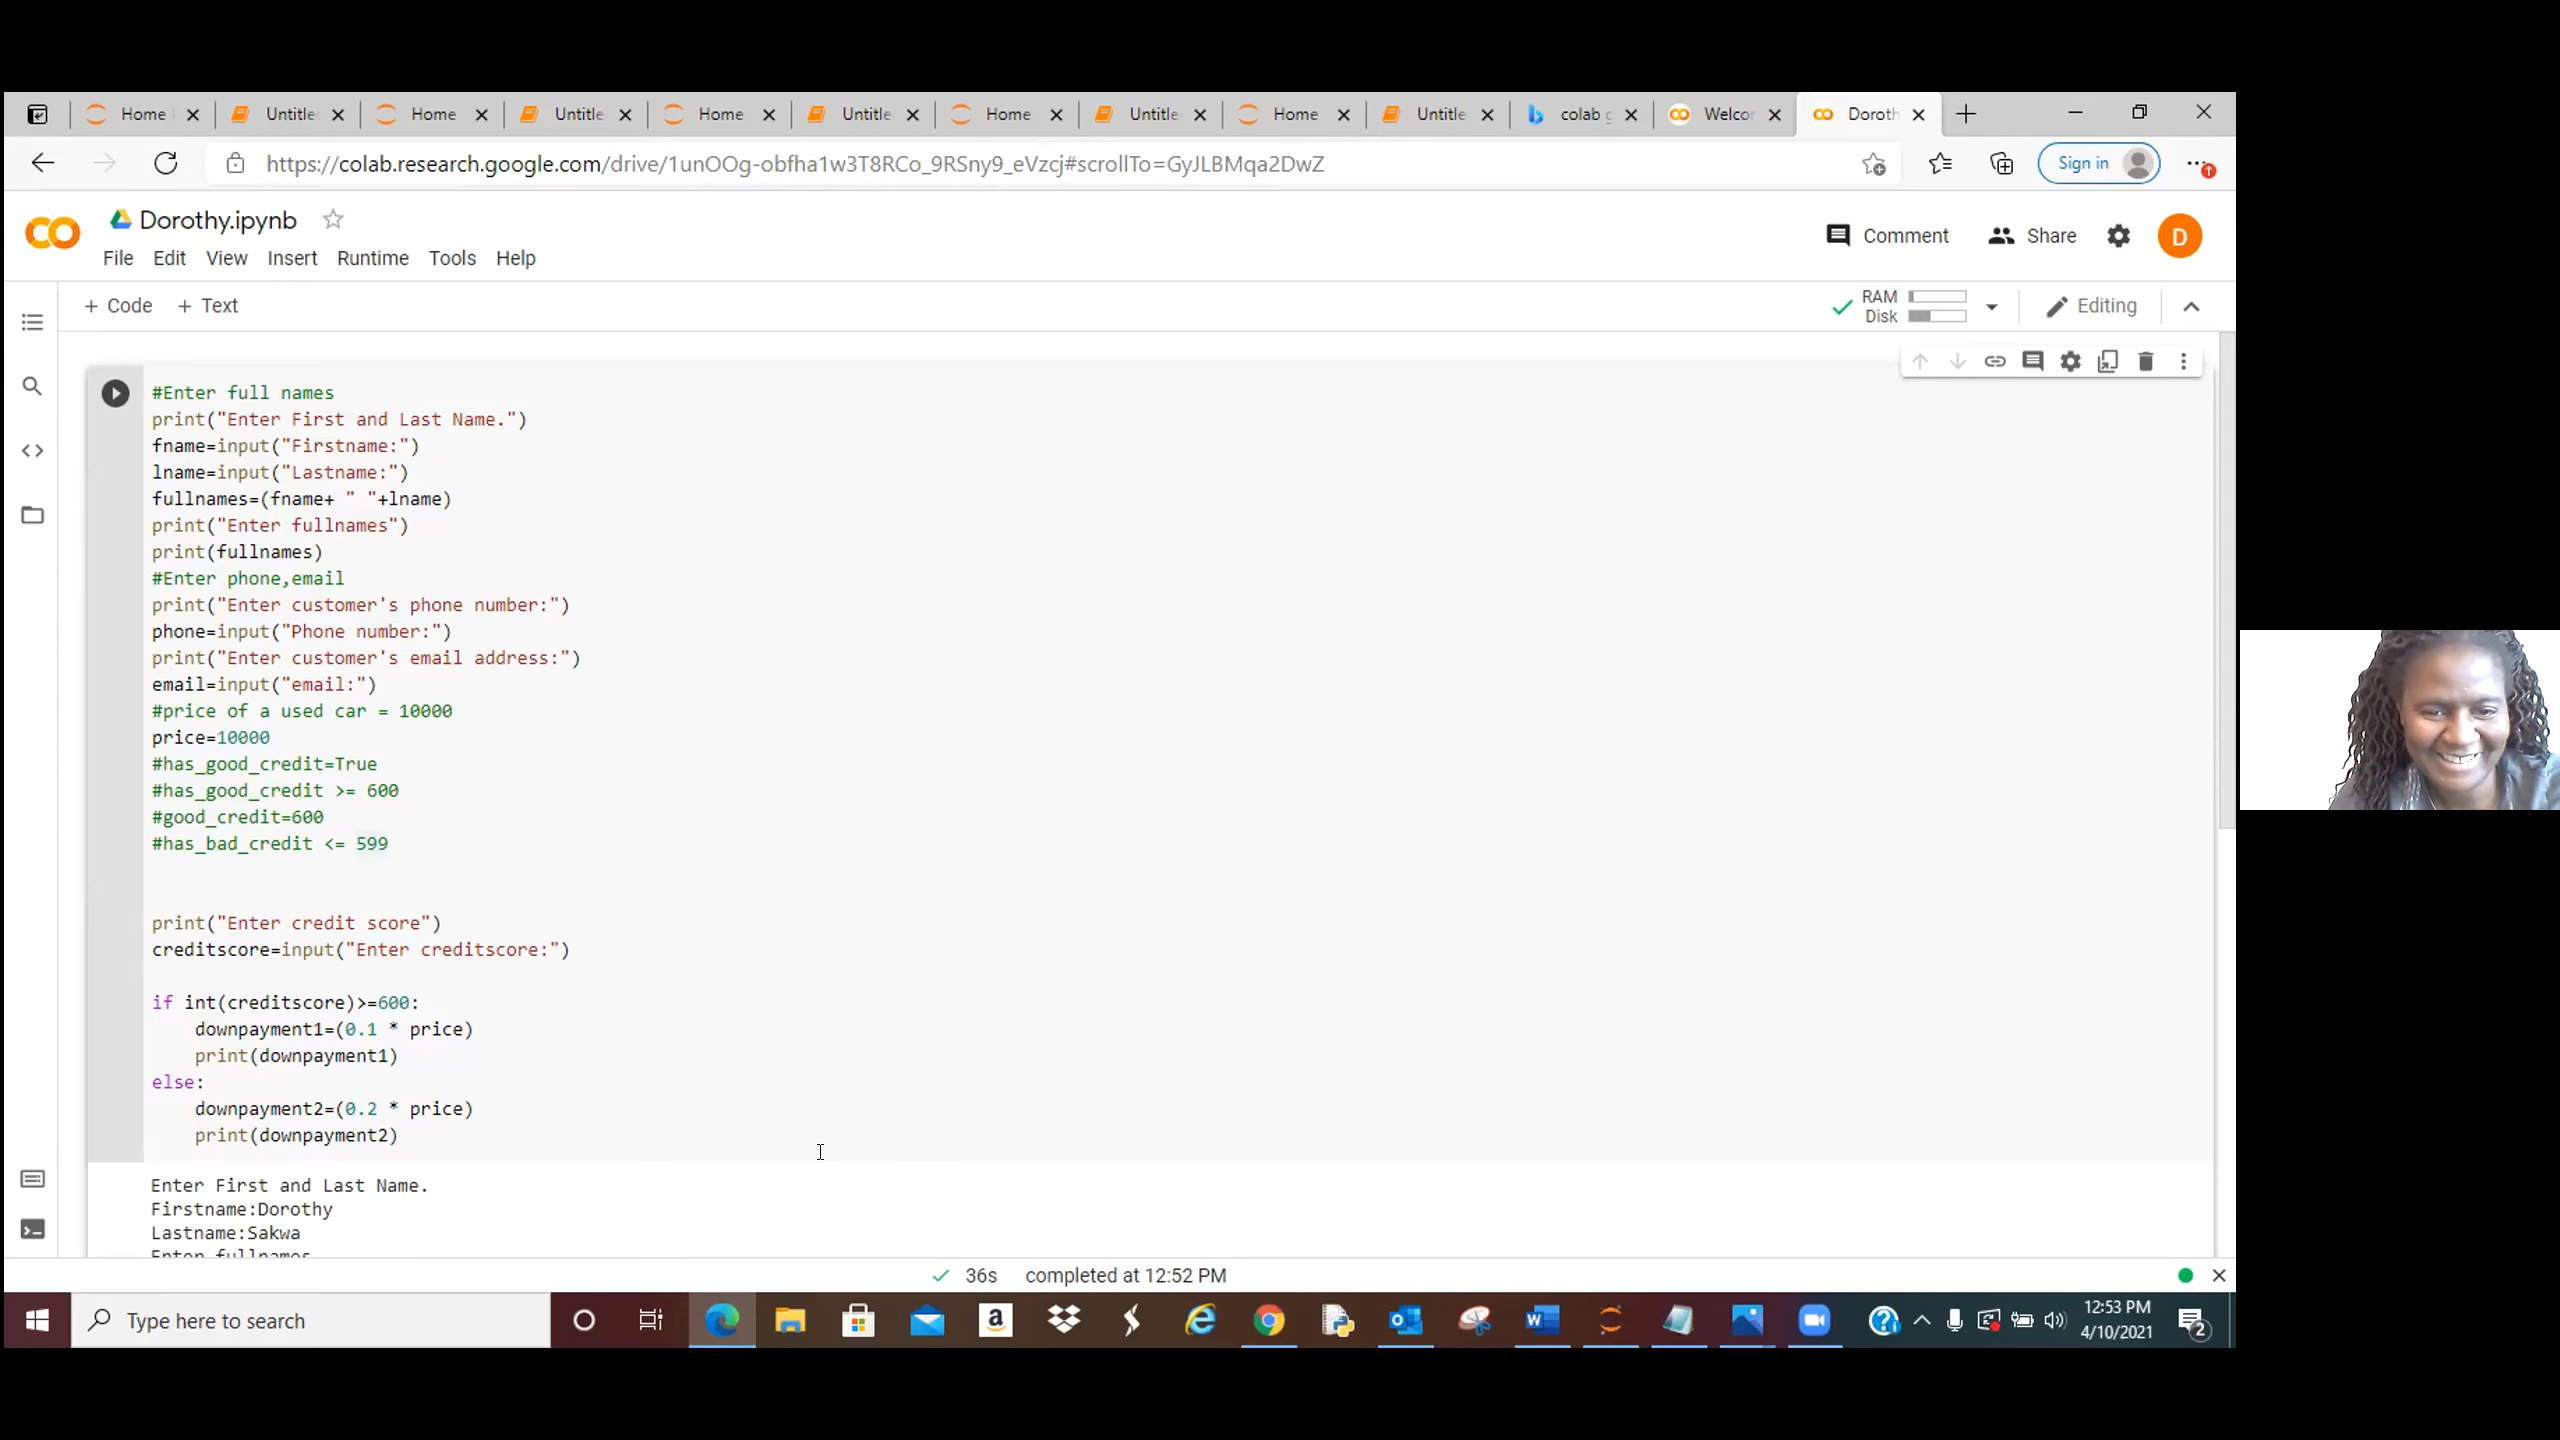 Home
Untitle
Home
Untitle
Home
Untitle
Home
Untitle
Home
Untitle
colab g
Welcor
Doroth
https://colab.research.google.com/drive/1unOOg-obfha1w3T8RCo_9RSny9_eVzcj#scrollTo=GyJLBMqa2DwZ
Sign in
Dorothy.ipynb
File Edit View Insert Runtime Tools Help
Comment
Share
D
+ Code + Text
RAM
Disk
Editing
#Enter full names
print("Enter First and Last Name.")
fname=input("Firstname:")
lname=input("Lastname:")
fullnames=(fname+ " "+lname)
print("Enter fullnames")
print(fullnames)
#Enter phone,email
print("Enter customer's phone number:")
phone=input("Phone number:")
print("Enter customer's email address:")
email=input("email:")
#price of a used car = 10000
price=10000
#has_good_credit=True
#has_good_credit >= 600
#good_credit=600
#has_bad_credit <= 599
print("Enter credit score")
creditscore=input("Enter creditscore:")
if int(creditscore)>=600:
    downpayment1=(0.1 * price)
    print(downpayment1)
else:
    downpayment2=(0.2 * price)
    print(downpayment2)
Enter First and Last Name.
Firstname:Dorothy
Lastname:Sakwa
Enter fullnames
36s completed at 12:52 PM
Type here to search
12:53 PM
4/10/2021
2